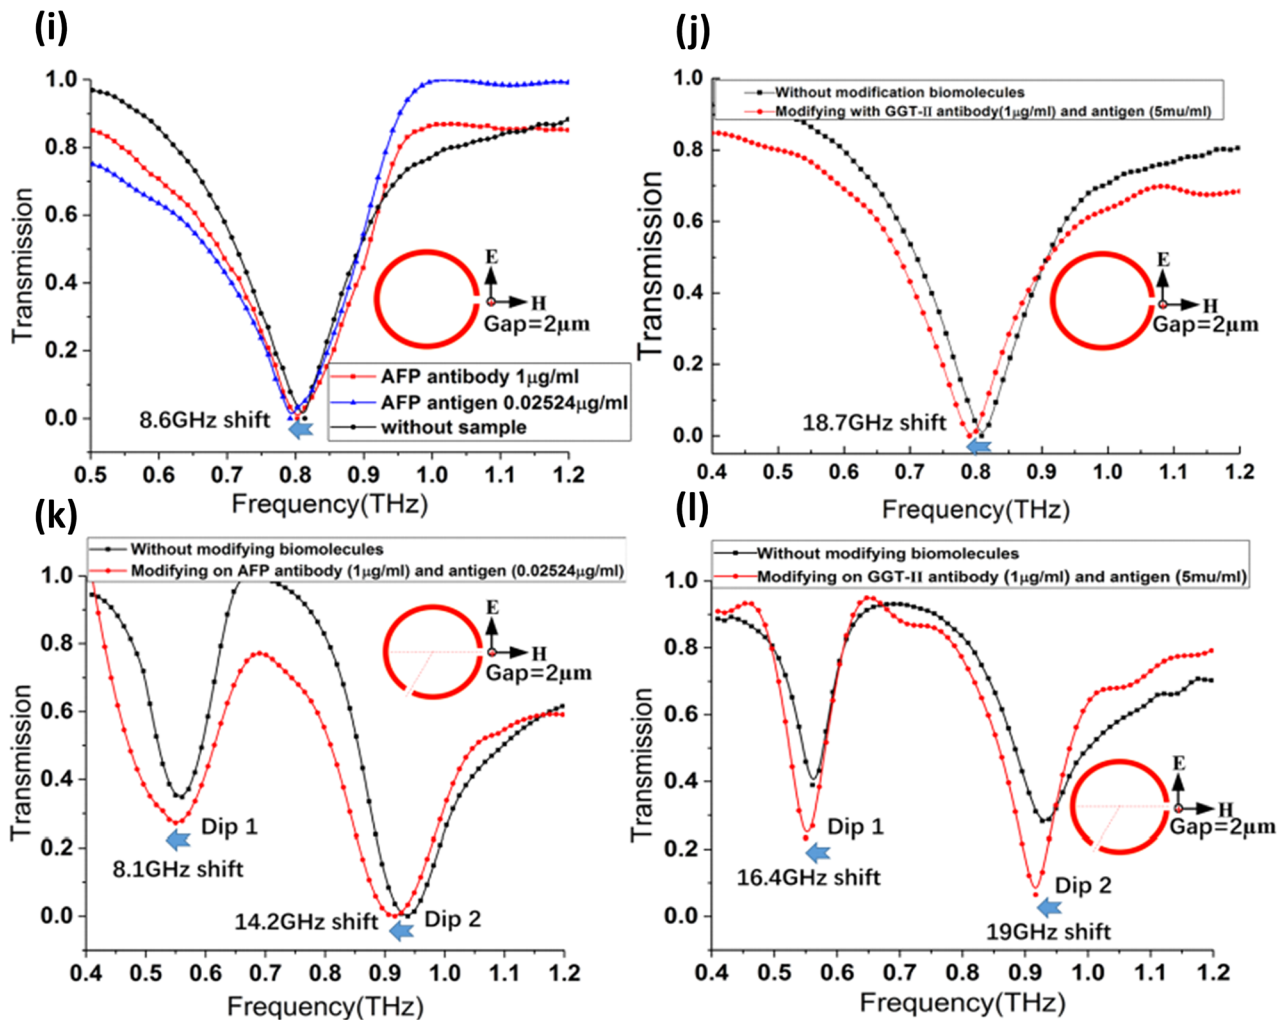 (i)
1.0
0.8
0.6
0.4
0.2
0.0
Transmission
E
H
Gap=2μm
AFP antibody 1μg/ml
AFP antigen 0.02524μg/ml
without sample
8.6GHz shift
0.5 0.6 0.7 0.8 0.9 1.0 1.1 1.2
Frequency(THz)
(j)
1.0
0.8
0.6
0.4
0.2
0.0
Transmission
Without modification biomolecules
Modifying with GGT-II antibody(1μg/ml) and antigen (5mu/ml)
E
H
Gap=2μm
18.7GHz shift
0.4 0.5 0.6 0.7 0.8 0.9 1.0 1.1 1.2
Frequency(THz)
(k)
Without modifying biomolecules
Modifying on AFP antibody (1μg/ml) and antigen (0.02524μg/ml)
1.0
0.8
0.6
0.4
0.2
0.0
Transmission
E
H
Gap=2μm
Dip 1
8.1GHz shift
14.2GHz shift
Dip 2
0.4 0.5 0.6 0.7 0.8 0.9 1.0 1.1 1.2
Frequency(THz)
(l)
Without modifying biomolecules
Modifying on GGT-II antibody (1μg/ml) and antigen (5mu/ml)
1.0
0.8
0.6
0.4
0.2
0.0
Transmission
E
H
Gap=2μm
Dip 1
16.4GHz shift
Dip 2
19GHz shift
0.4 0.5 0.6 0.7 0.8 0.9 1.0 1.1 1.2
Frequency(THz)